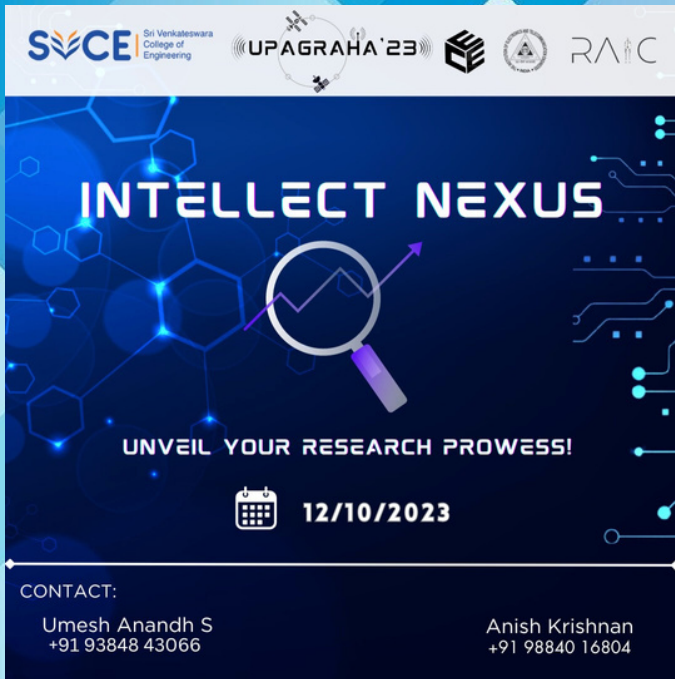 SVCE
Sri Venkateswara
College of
Engineering
UPAGRAHA'23
ECE
RAIC
INTELLECT NEXUS
UNVEIL YOUR RESEARCH PROWESS!
12/10/2023
CONTACT:
Umesh Anandh S
+91 93848 43066
Anish Krishnan
+91 98840 16804